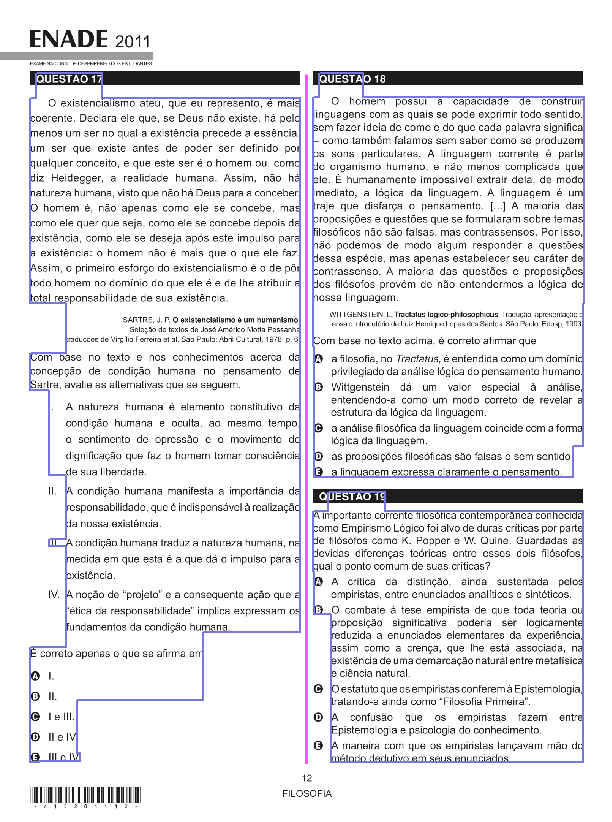 ENADE 2011
EXAME NACIONAL DE DESEMPENHO DOS ESTUDANTES
QUESTÃO 17
O existencialismo ateu, que eu represento, é mais
coerente. Declara ele que, se Deus não existe, há pelo
menos um ser no qual a existência precede a essência,
um ser que existe antes de poder ser definido por
qualquer conceito, e que este ser é o homem ou, como
diz Heidegger, a realidade humana. Assim, não há
natureza humana, visto que não há Deus para a conceber.
O homem é, não apenas como ele se concebe, mas
como ele quer que seja, como ele se concebe depois da
existência, como ele se deseja após este impulso para
a existência: o homem não é mais que o que ele faz.
Assim, o primeiro esforço do existencialismo é o de pôr
todo homem no domínio do que ele é e de lhe atribuir a
total responsabilidade de sua existência.
SARTRE, J. P. O existencialismo é um humanismo.
Seleção de textos de José Américo Motta Pessanha
traduções de Virgílio Ferreira et al. São Paulo: Abril Cultural, 1978, p. 6.
Com base no texto e nos conhecimentos acerca da
concepção de condição humana no pensamento de
Sartre, avalie as alternativas que se seguem.
I. A natureza humana é elemento constitutivo da
condição humana e oculta, ao mesmo tempo,
o sentimento de opressão e o movimento de
dignificação que faz o homem tomar consciência
de sua liberdade.
II. A condição humana manifesta a importância da
responsabilidade, que é indispensável à realização
da nossa existência.
III. A condição humana traduz a natureza humana, na
medida em que esta é a que dá o impulso para a
existência.
IV. A noção de “projeto” e a consequente ação que a
“ética da responsabilidade” implica expressam os
fundamentos da condição humana.
É correto apenas o que se afirma em
A I.
B II.
C I e III.
D II e IV.
E III e IV.
QUESTÃO 18
O homem possui a capacidade de construir
linguagens com as quais se pode exprimir todo sentido,
sem fazer ideia de como e do que cada palavra significa
– como também falamos sem saber como se produzem
os sons particulares. A linguagem corrente é parte
do organismo humano, e não menos complicada que
ele. É humanamente impossível extrair dela, de modo
imediato, a lógica da linguagem. A linguagem é um
traje que disfarça o pensamento. [...] A maioria das
proposições e questões que se formularam sobre temas
filosóficos não são falsas, mas contrassensos. Por isso,
não podemos de modo algum responder a questões
dessa espécie, mas apenas estabelecer seu caráter de
contrassenso. A maioria das questões e proposições
dos filósofos provém de não entendermos a lógica de
nossa linguagem.
WITTGENSTEIN, L. Tractatus logico-philosophicus. Tradução, apresentação e
ensaio introdutório de Luiz Henrique Lopes dos Santos. São Paulo: Edusp, 1993.
Com base no texto acima, é correto afirmar que
A a filosofia, no Tractatus, é entendida como um domínio
privilegiado da análise lógica do pensamento humano.
B Wittgenstein dá um valor especial à análise,
entendendo-a como um modo correto de revelar a
estrutura da lógica da linguagem.
C a análise filosófica da linguagem coincide com a forma
lógica da linguagem.
D as proposições filosóficas são falsas e sem sentido.
E a linguagem expressa claramente o pensamento.
QUESTÃO 19
A importante corrente filosófica contemporânea conhecida
como Empirismo Lógico foi alvo de duras críticas por parte
de filósofos como K. Popper e W. Quine. Guardadas as
devidas diferenças teóricas entre esses dois filósofos,
qual o ponto comum de suas críticas?
A A crítica da distinção, ainda sustentada pelos
empiristas, entre enunciados analíticos e sintéticos.
B O combate à tese empirista de que toda teoria ou
proposição significativa poderia ser logicamente
reduzida a enunciados elementares da experiência,
assim como a crença, que lhe está associada, na
existência de uma demarcação natural entre metafísica
e ciência natural.
C O estatuto que os empiristas conferem à Epistemologia,
tratando-a ainda como “Filosofia Primeira”.
D A confusão que os empiristas fazem entre
Epistemologia e psicologia do conhecimento.
E A maneira com que os empiristas lançavam mão do
método dedutivo em seus enunciados.
12
FILOSOFIA